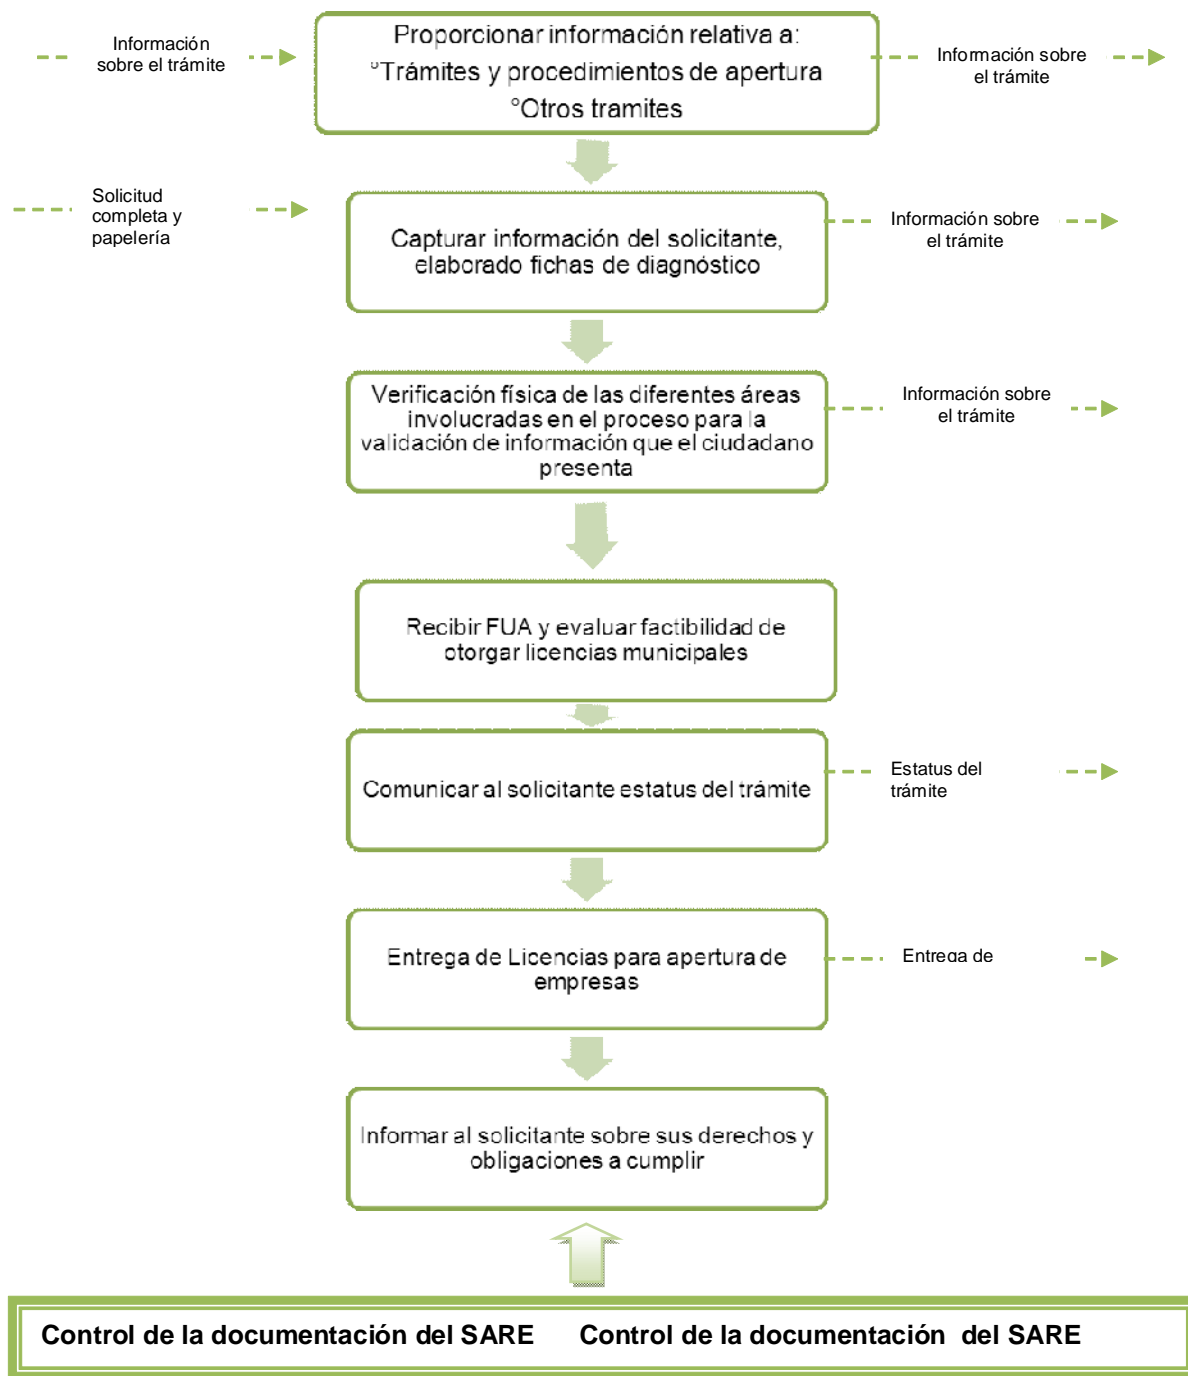 Información
sobre el trámite
Proporcionar información relativa a:
°Trámites y procedimientos de apertura
°Otros tramites
Información sobre
el trámite
Solicitud
completa y
papelería
Capturar información del solicitante,
elaborado fichas de diagnóstico
Información sobre
el trámite
Verificación física de las diferentes áreas
involucradas en el proceso para la
validación de información que el ciudadano
presenta
Información sobre
el trámite
Recibir FUA y evaluar factibilidad de
otorgar licencias municipales
Comunicar al solicitante estatus del trámite
Estatus del
trámite
Entrega de Licencias para apertura de
empresas
Entrega de
Informar al solicitante sobre sus derechos y
obligaciones a cumplir
Control de la documentación del SARE Control de la documentación del SARE